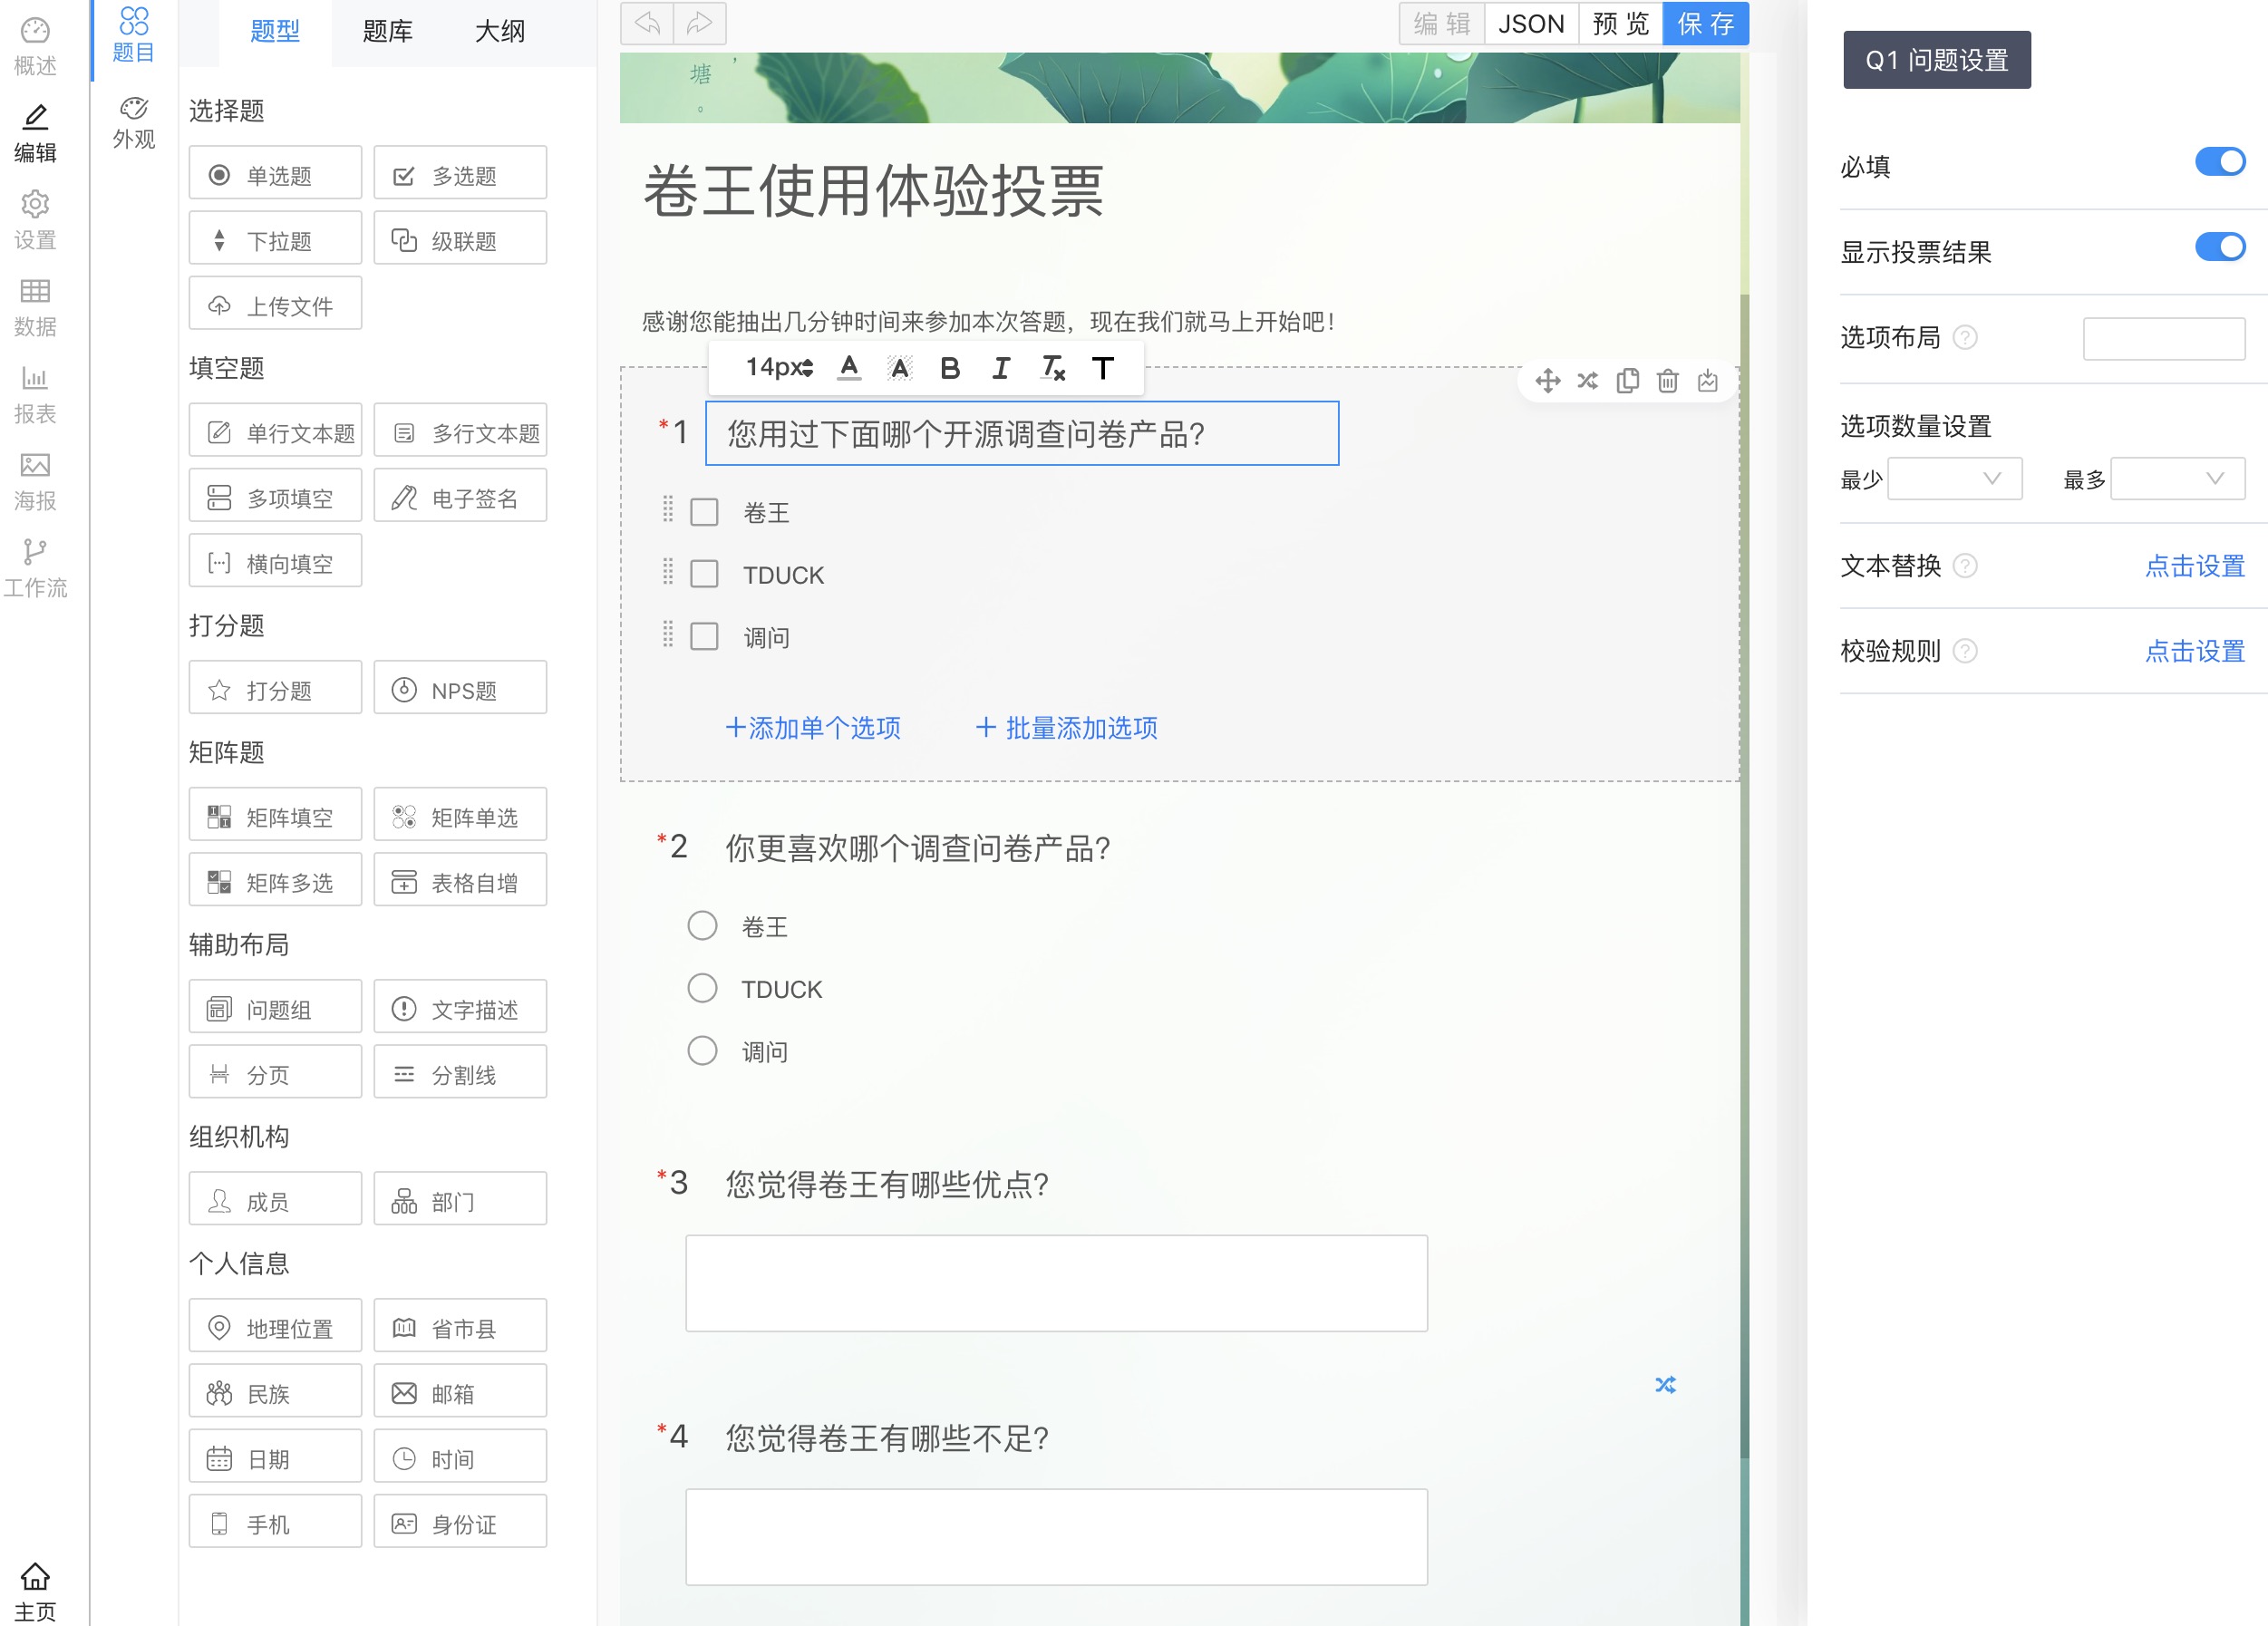 概述
编辑
设置
数据
报表
海报
工作流
主页
题目
外观
题型 题库 大纲
选择题
单选题 多选题
下拉题 级联题
上传文件
填空题
单行文本题 多行文本题
多项填空 电子签名
横向填空
打分题
打分题 NPS题
矩阵题
矩阵填空 矩阵单选
矩阵多选 表格自增
辅助布局
问题组 文字描述
分页 分割线
组织机构
成员 部门
个人信息
地理位置 省市县
民族 邮箱
日期 时间
手机 身份证
编辑 JSON 预览 保存
塘
。
卷王使用体验投票
感谢您能抽出几分钟时间来参加本次答题，现在我们就马上开始吧！
14px A A B I Tx T
*1 您用过下面哪个开源调查问卷产品？
卷王
TDUCK
调问
+添加单个选项 + 批量添加选项
*2 你更喜欢哪个调查问卷产品？
卷王
TDUCK
调问
*3 您觉得卷王有哪些优点？
*4 您觉得卷王有哪些不足？
Q1 问题设置
必填
显示投票结果
选项布局 ?
选项数量设置
最少 最多
文本替换 ? 点击设置
校验规则 ? 点击设置